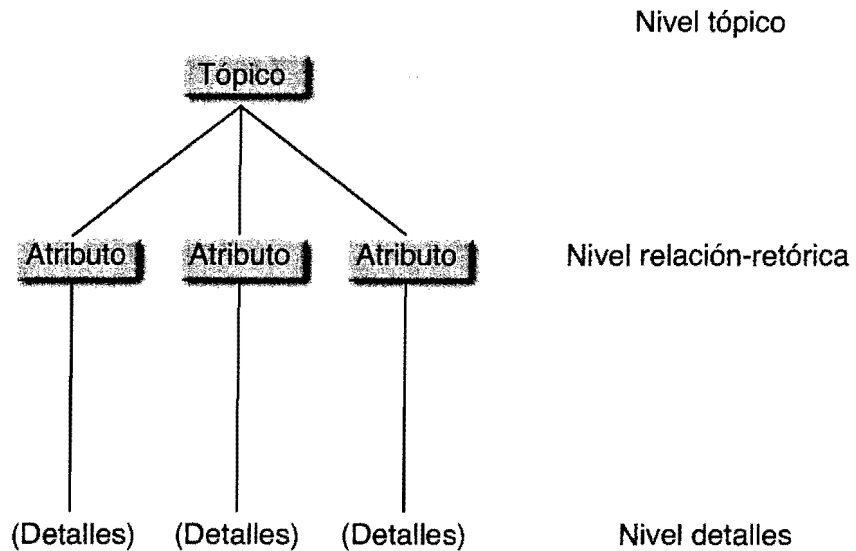 Nivel tópico
Tópico
Atributo Atributo Atributo Nivel relación-retórica
(Detalles) (Detalles) (Detalles) Nivel detalles